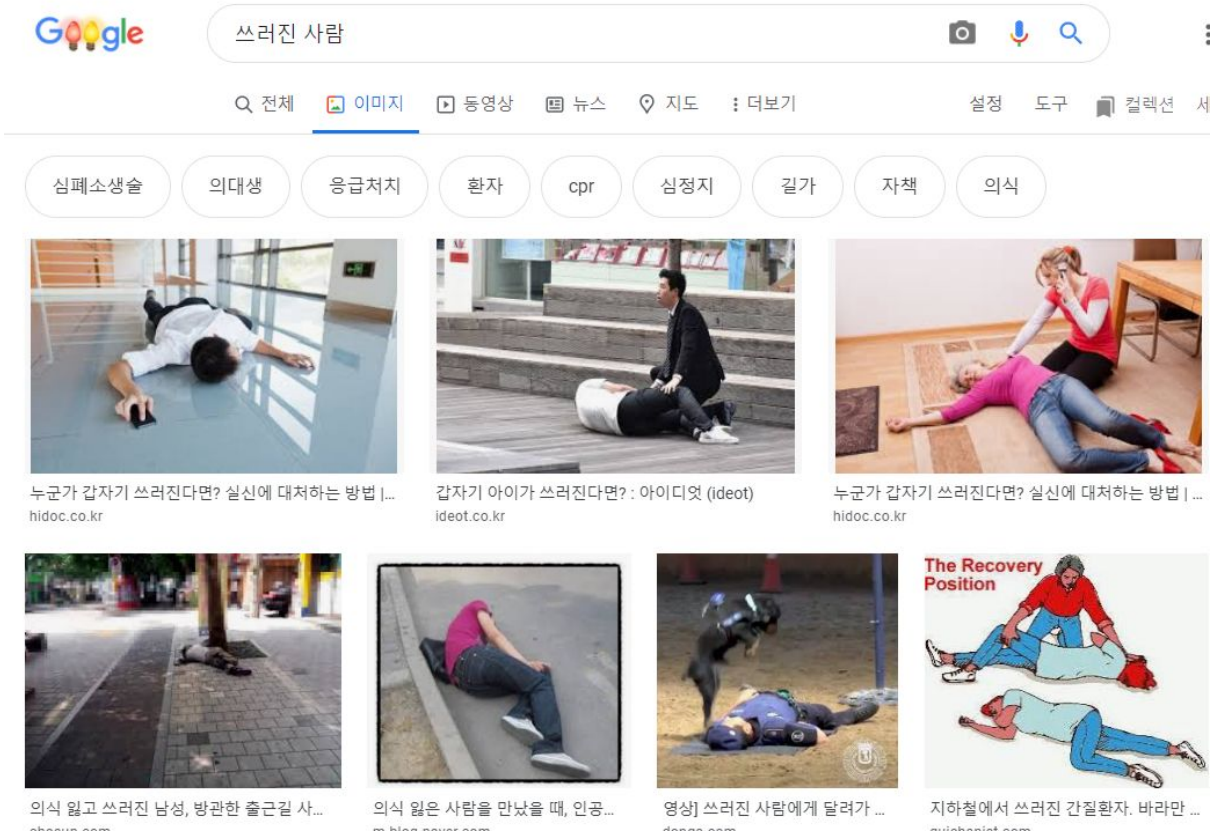 Google
쓰러진 사람
전체 이미지 동영상 뉴스 지도 더보기 설정 도구 컬렉션
심폐소생술 의대생 응급처치 환자 cpr 심정지 길가 자책 의식
누군가 갑자기 쓰러진다면? 실신에 대처하는 방법 |...
hidoc.co.kr
갑자기 아이가 쓰러진다면? : 아이디엇 (ideot)
ideot.co.kr
누군가 갑자기 쓰러진다면? 실신에 대처하는 방법 | ...
hidoc.co.kr
The Recovery
Position
의식 잃고 쓰러진 남성, 방관한 출근길 사...
의식 잃은 사람을 만났을 때, 인공...
영상] 쓰러진 사람에게 달려가 ...
지하철에서 쓰러진 간질환자. 바라만 ...